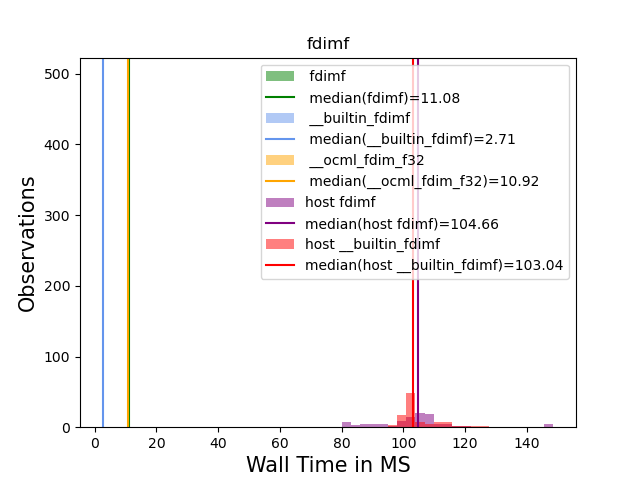 fdimf
500
400
300
200
100
0
Observations
fdimf
median(fdimf)=11.08
__builtin_fdimf
median(__builtin_fdimf)=2.71
__ocml_fdim_f32
median(__ocml_fdim_f32)=10.92
host fdimf
median(host fdimf)=104.66
host __builtin_fdimf
median(host __builtin_fdimf)=103.04
0 20 40 60 80 100 120 140
Wall Time in MS